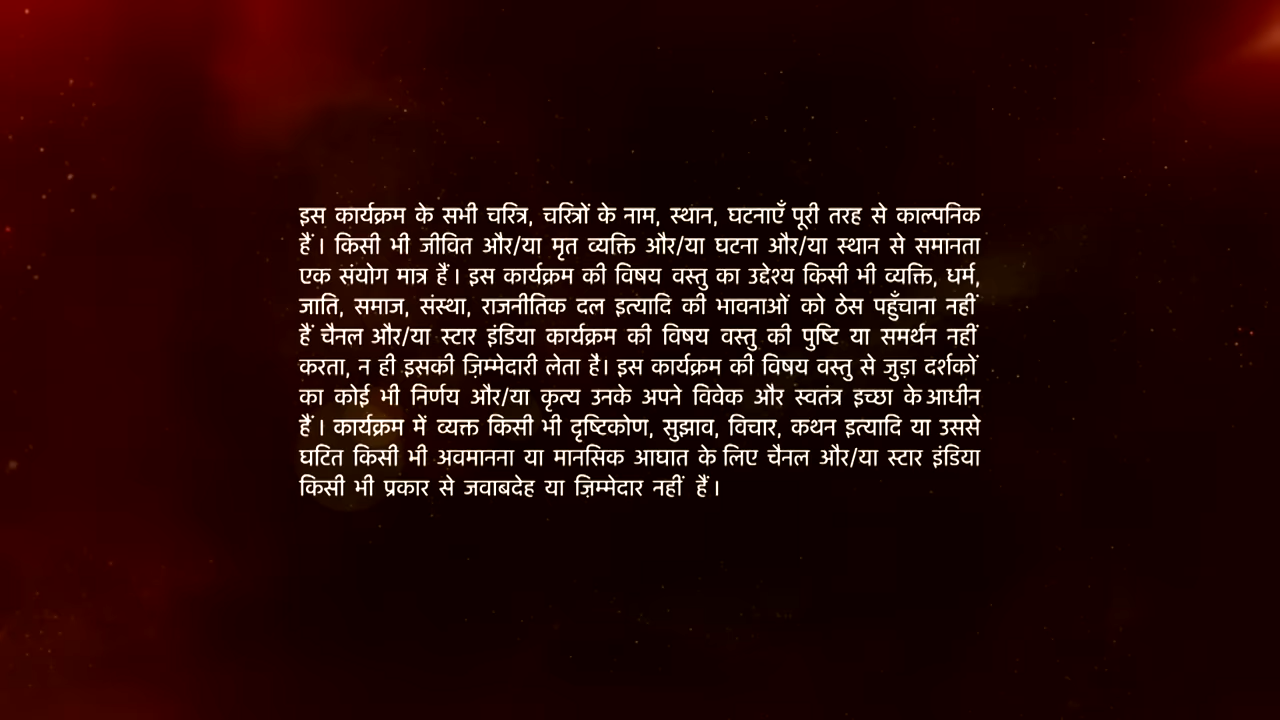 इस कार्यक्रम के सभी चरित्र, चरित्रों के नाम, स्थान, घटनाएँ पूरी तरह से काल्पनिक
हैं। किसी भी जीवित और/या मृत व्यक्ति और/या घटना और/या स्थान से समानता
एक संयोग मात्र हैं। इस कार्यक्रम की विषय वस्तु का उद्देश्य किसी भी व्यक्ति, धर्म,
जाति, समाज, संस्था, राजनीतिक दल इत्यादि की भावनाओं को ठेस पहुँचाना नहीं
हैं चैनल और/या स्टार इंडिया कार्यक्रम की विषय वस्तु की पुष्टि या समर्थन नहीं
करता, न ही इसकी ज़िम्मेदारी लेता है। इस कार्यक्रम की विषय वस्तु से जुड़ा दर्शकों
का कोई भी निर्णय और/या कृत्य उनके अपने विवेक और स्वतंत्र इच्छा के आधीन
हैं। कार्यक्रम में व्यक्त किसी भी दृष्टिकोण, सुझाव, विचार, कथन इत्यादि या उससे
घटित किसी भी अवमानना या मानसिक आघात के लिए चैनल और/या स्टार इंडिया
किसी भी प्रकार से जवाबदेह या ज़िम्मेदार नहीं हैं।